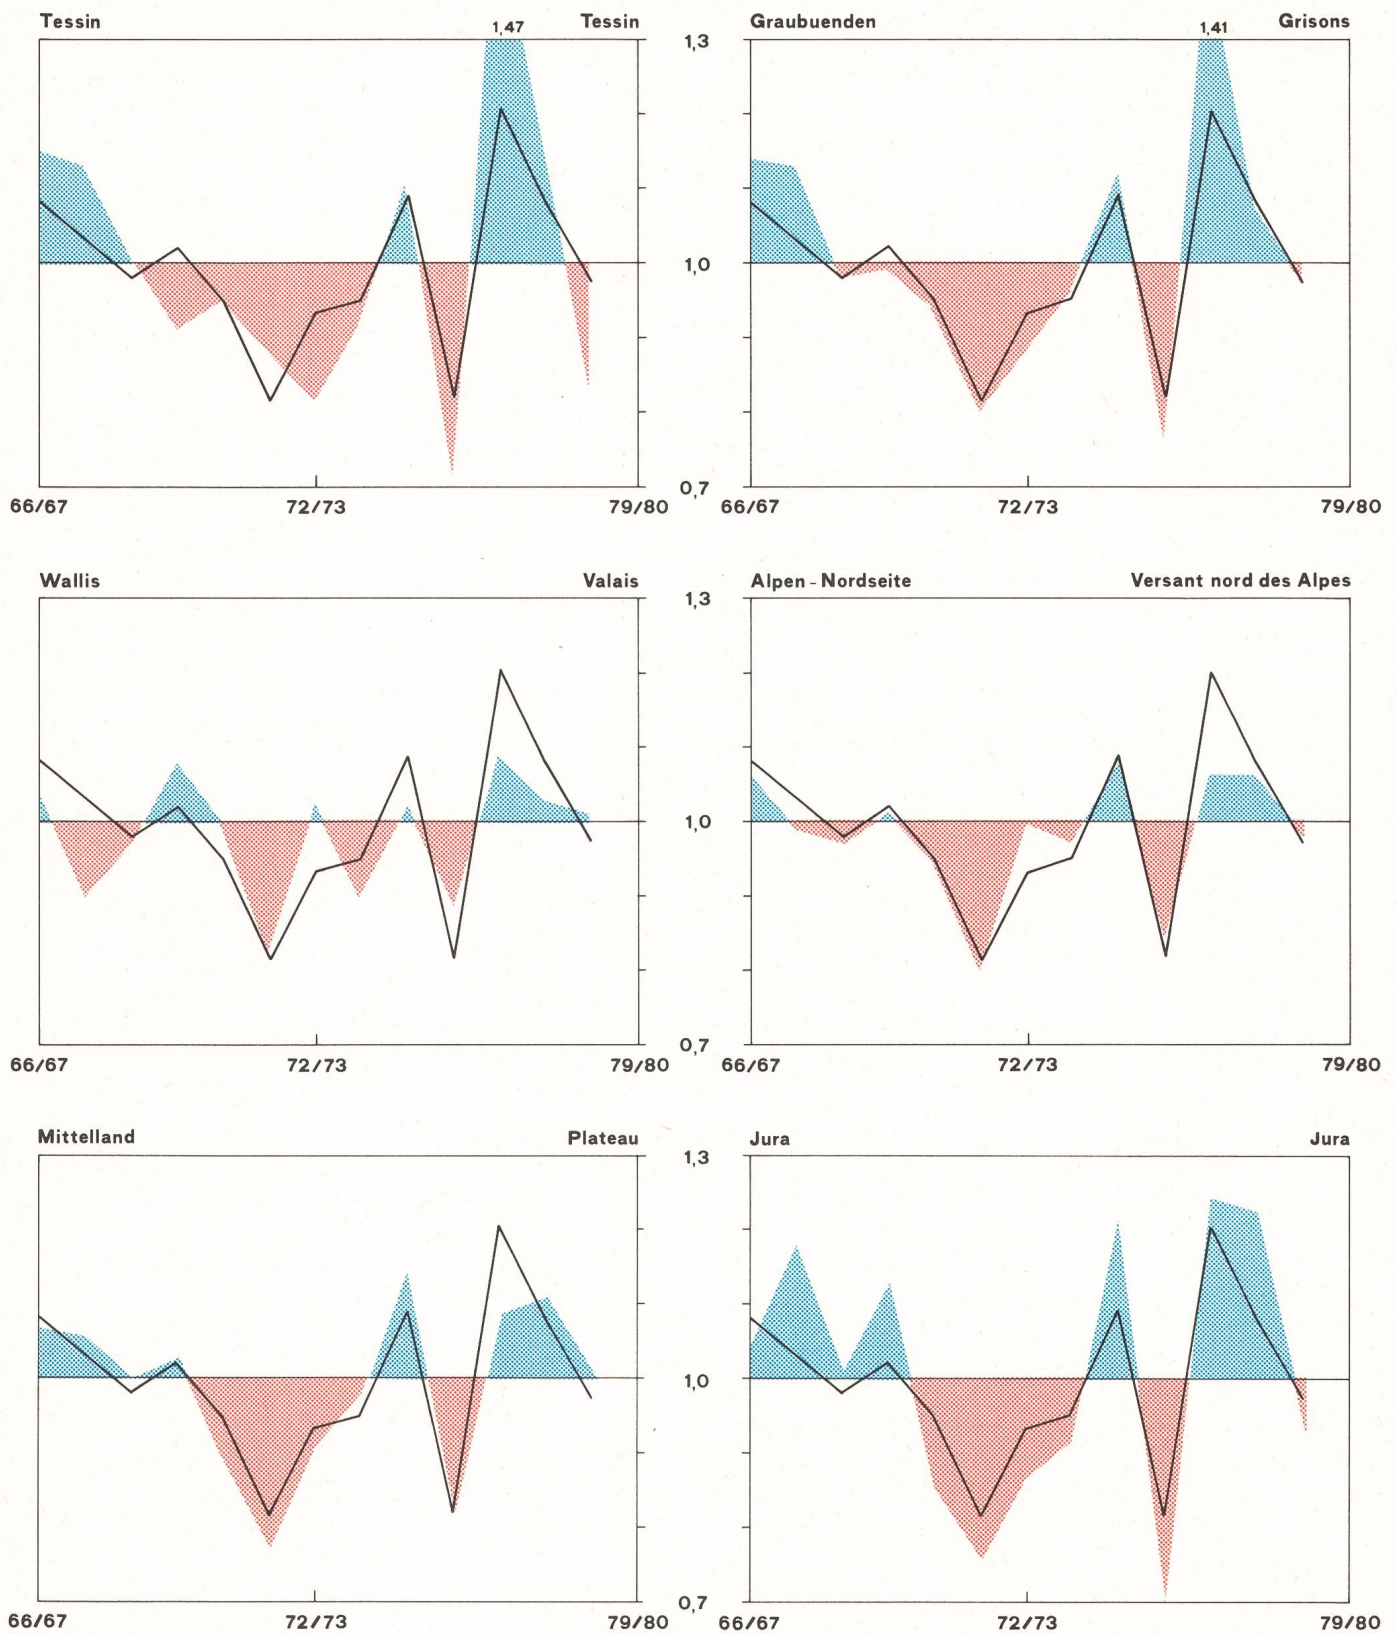 Tessin Tessin
1,47
1,3
1,0
0,7
66/67 72/73 79/80
Graubuenden Grisons
1,41
66/67 72/73 79/80
Wallis Valais
1,3
1,0
0,7
66/67 72/73 79/80
Alpen - Nordseite Versant nord des Alpes
66/67 72/73 79/80
Mittelland Plateau
1,3
1,0
0,7
66/67 72/73 79/80
Jura Jura
66/67 72/73 79/80